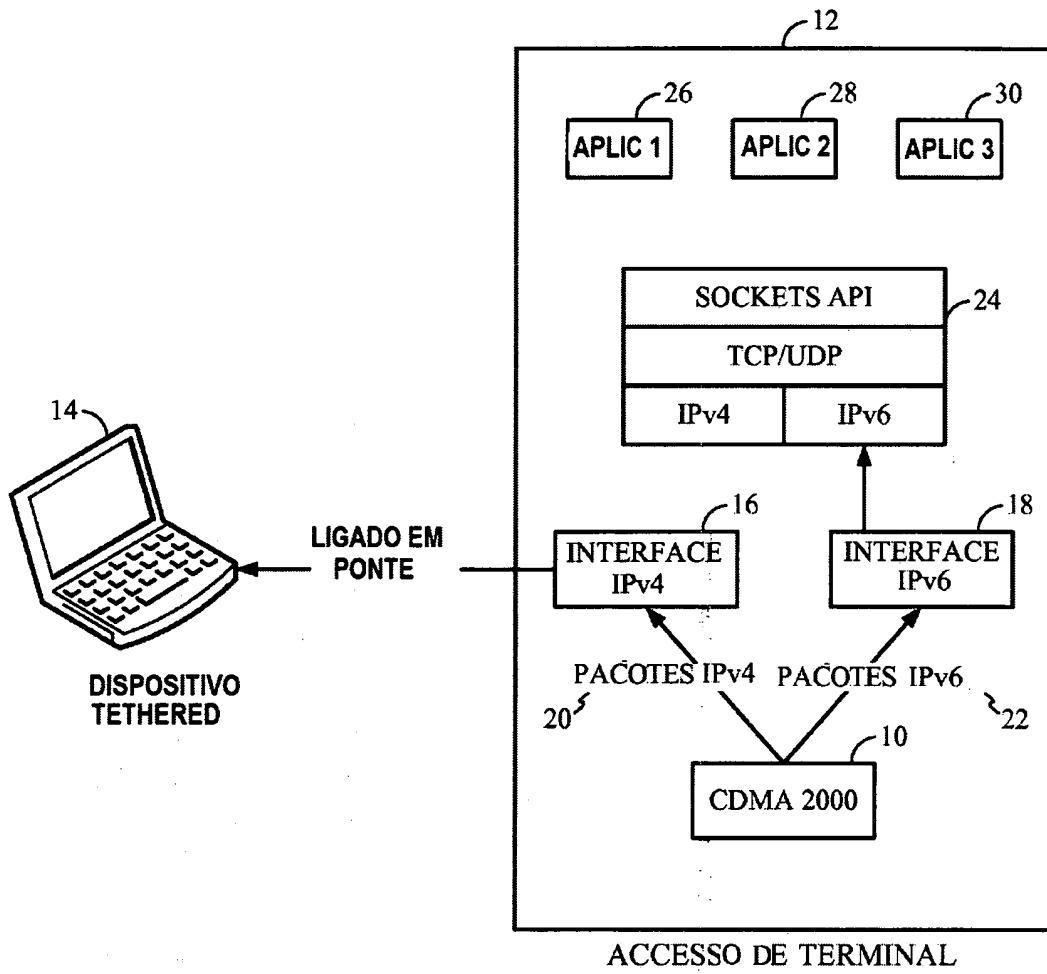 12
26
28
30
APLIC 1
APLIC 2
APLIC 3
SOCKETS API
24
TCP/UDP
IPv4
IPv6
14
16
18
LIGADO EM
PONTE
INTERFACE
IPv4
INTERFACE
IPv6
DISPOSITIVO
TETHERED
PACOTES IPv4
PACOTES IPv6
20
22
10
CDMA 2000
ACCESSO DE TERMINAL